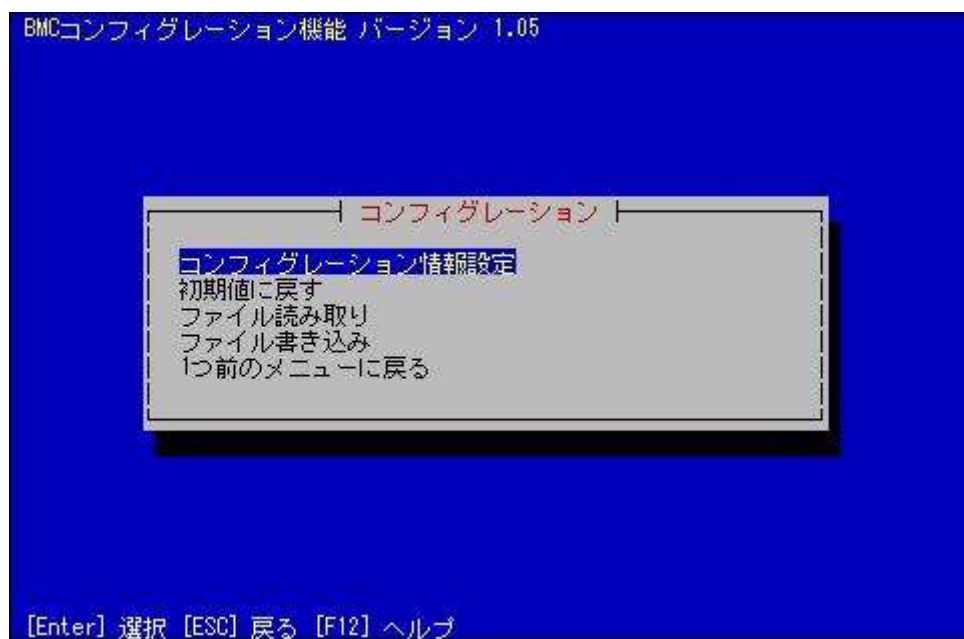 BMCコンフィグレーション機能 バージョン 1.05
コンフィグレーション
コンフィグレーション情報設定
初期値に戻す
ファイル読み取り
ファイル書き込み
1つ前のメニューに戻る
[Enter] 選択 [ESC] 戻る [F12] ヘルプ